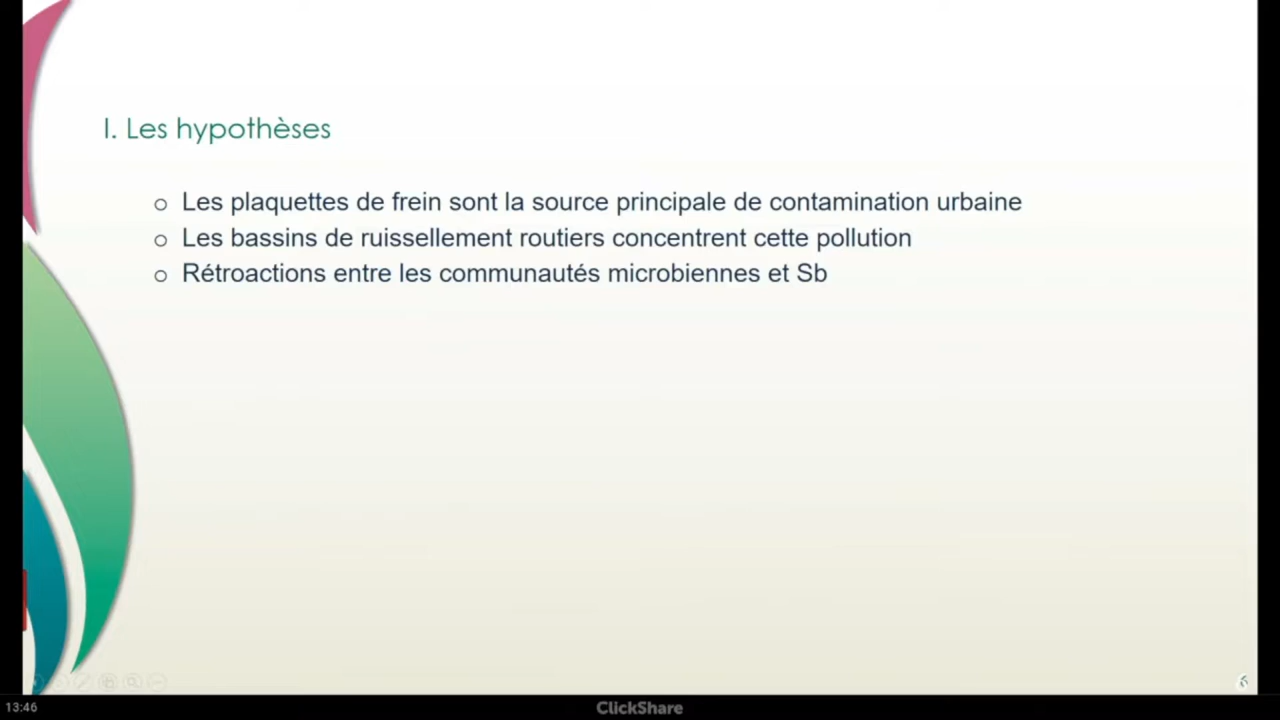 I. Les hypothèses
o Les plaquettes de frein sont la source principale de contamination urbaine
o Les bassins de ruissellement routiers concentrent cette pollution
o Rétroactions entre les communautés microbiennes et Sb
6
13:46
ClickShare